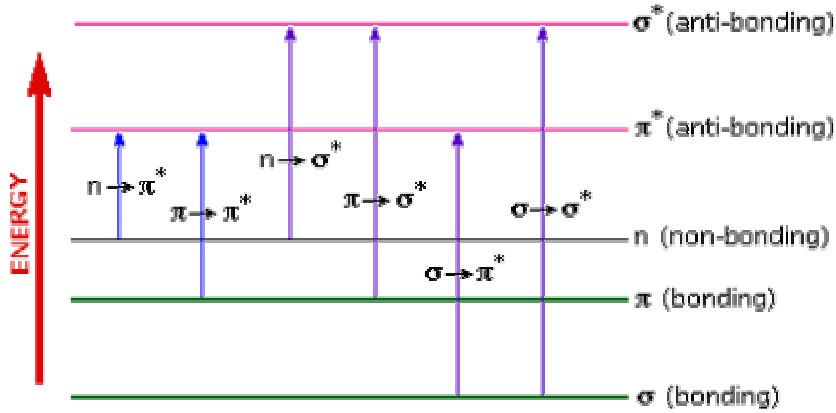 σ* (anti-bonding)
π* (anti-bonding)
n→σ*
n→π*
π→σ*
π→π*
σ→σ*
ENERGY
n (non-bonding)
σ→π*
π (bonding)
σ (bonding)